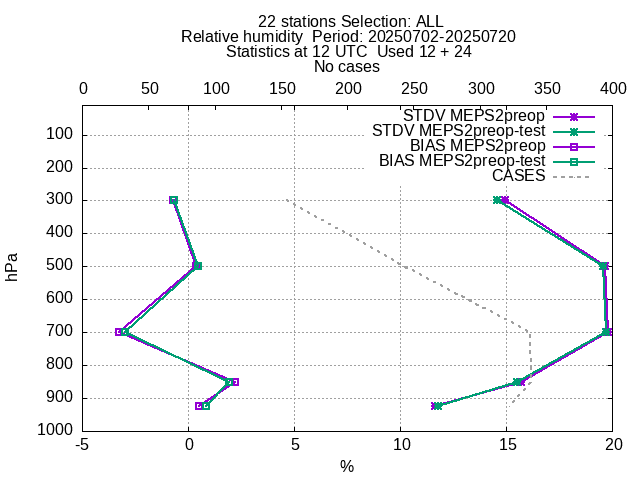 22 stations Selection: ALL
Relative humidity  Period: 20250702-20250720
Statistics at 12 UTC  Used 12 + 24
No cases
0 50 100 150 200 250 300 350 400
STDV MEPS2preop
STDV MEPS2preop-test
BIAS MEPS2preop
BIAS MEPS2preop-test
CASES
100
200
300
400
500
600
700
800
900
1000
hPa
-5 0 5 10 15 20
%